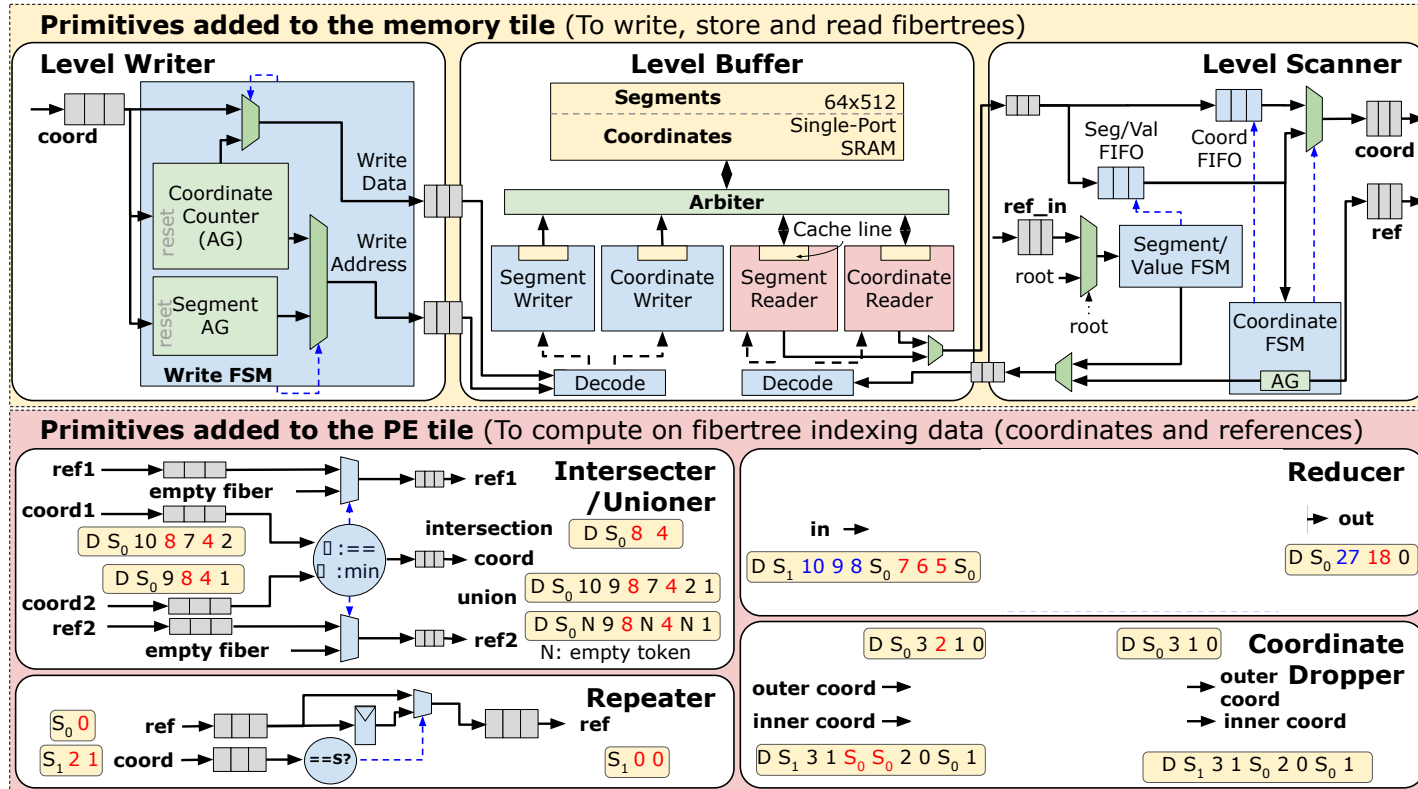 Primitives added to the memory tile (To write, store and read fibertrees)
Level Writer
coord
Coordinate
Counter
(AG)
reset
Segment
AG
reset
Write FSM
Write
Data
Write
Address
Level Buffer
Segments
Coordinates
64x512
Single-Port
SRAM
Arbiter
Cache line
Segment
Writer
Coordinate
Writer
Segment
Reader
Coordinate
Reader
Decode
Decode
Level Scanner
Seg/Val
FIFO
Coord
FIFO
coord
ref
ref_in
root
root
Segment/
Value FSM
Coordinate
FSM
AG
Primitives added to the PE tile (To compute on fibertree indexing data (coordinates and references)
Intersecter
/Unioner
ref1
empty fiber
ref1
coord1
D S0 10 8 7 4 2
D S0 9 8 4 1
coord2
ref2
empty fiber
▯ :==
▯ :min
intersection
D S0 8 4
coord
D S0 10 9 8 7 4 2 1
union
D S0 N 9 8 N 4 N 1
ref2
N: empty token
Repeater
S0 0
ref
S1 2 1
coord
==S?
ref
S1 0 0
Reducer
in
out
D S1 10 9 8 S0 7 6 5 S0
D S0 27 18 0
Coordinate
Dropper
D S0 3 2 1 0
D S0 3 1 0
outer coord
inner coord
outer
coord
inner coord
D S1 3 1 S0 S0 2 0 S0 1
D S1 3 1 S0 2 0 S0 1